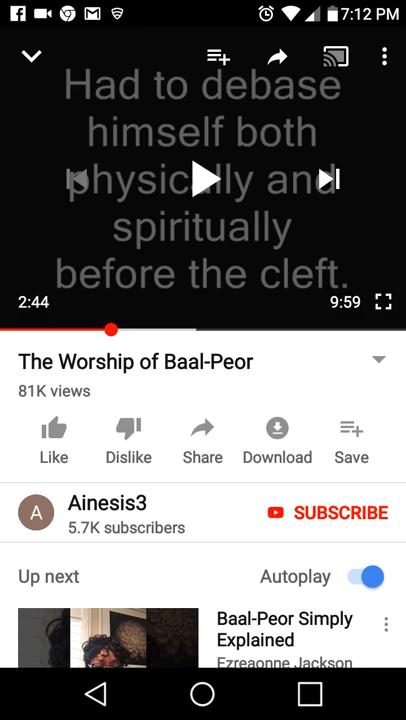 7:12 PM
Had to debase
himself both
physically and
spiritually
before the cleft.
2:44
9:59
The Worship of Baal-Peor
81K views
Like
Dislike
Share
Download
Save
A
Ainesis3
5.7K subscribers
SUBSCRIBE
Up next
Autoplay
Baal-Peor Simply
Explained
Ezreaonne Jackson